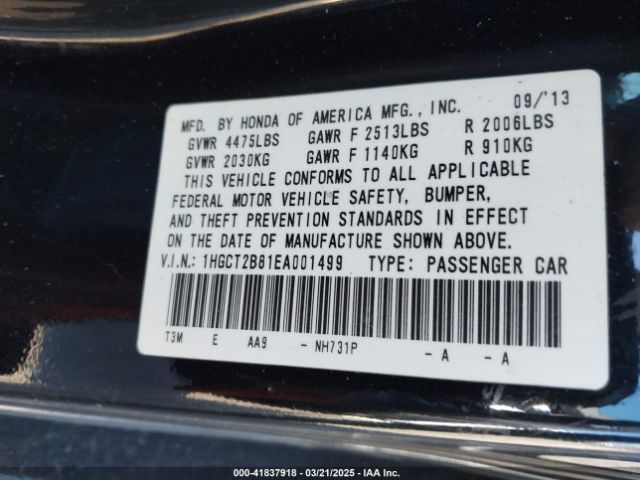 MFD. BY HONDA OF AMERICA MFG., INC. 09/'13
GVWR 4475LBS GAWR F 2513LBS R 2006LBS
GVWR 2030KG GAWR F 1140KG R 910KG
THIS VEHICLE CONFORMS TO ALL APPLICABLE
FEDERAL MOTOR VEHICLE SAFETY, BUMPER,
AND THEFT PREVENTION STANDARDS IN EFFECT
ON THE DATE OF MANUFACTURE SHOWN ABOVE.
V.I.N.: 1HGCT2B81EA001499 TYPE: PASSENGER CAR
T3M E AA9 - NH731P - A - A
00-41837918 - 03/21/2025 - IAA Inc.